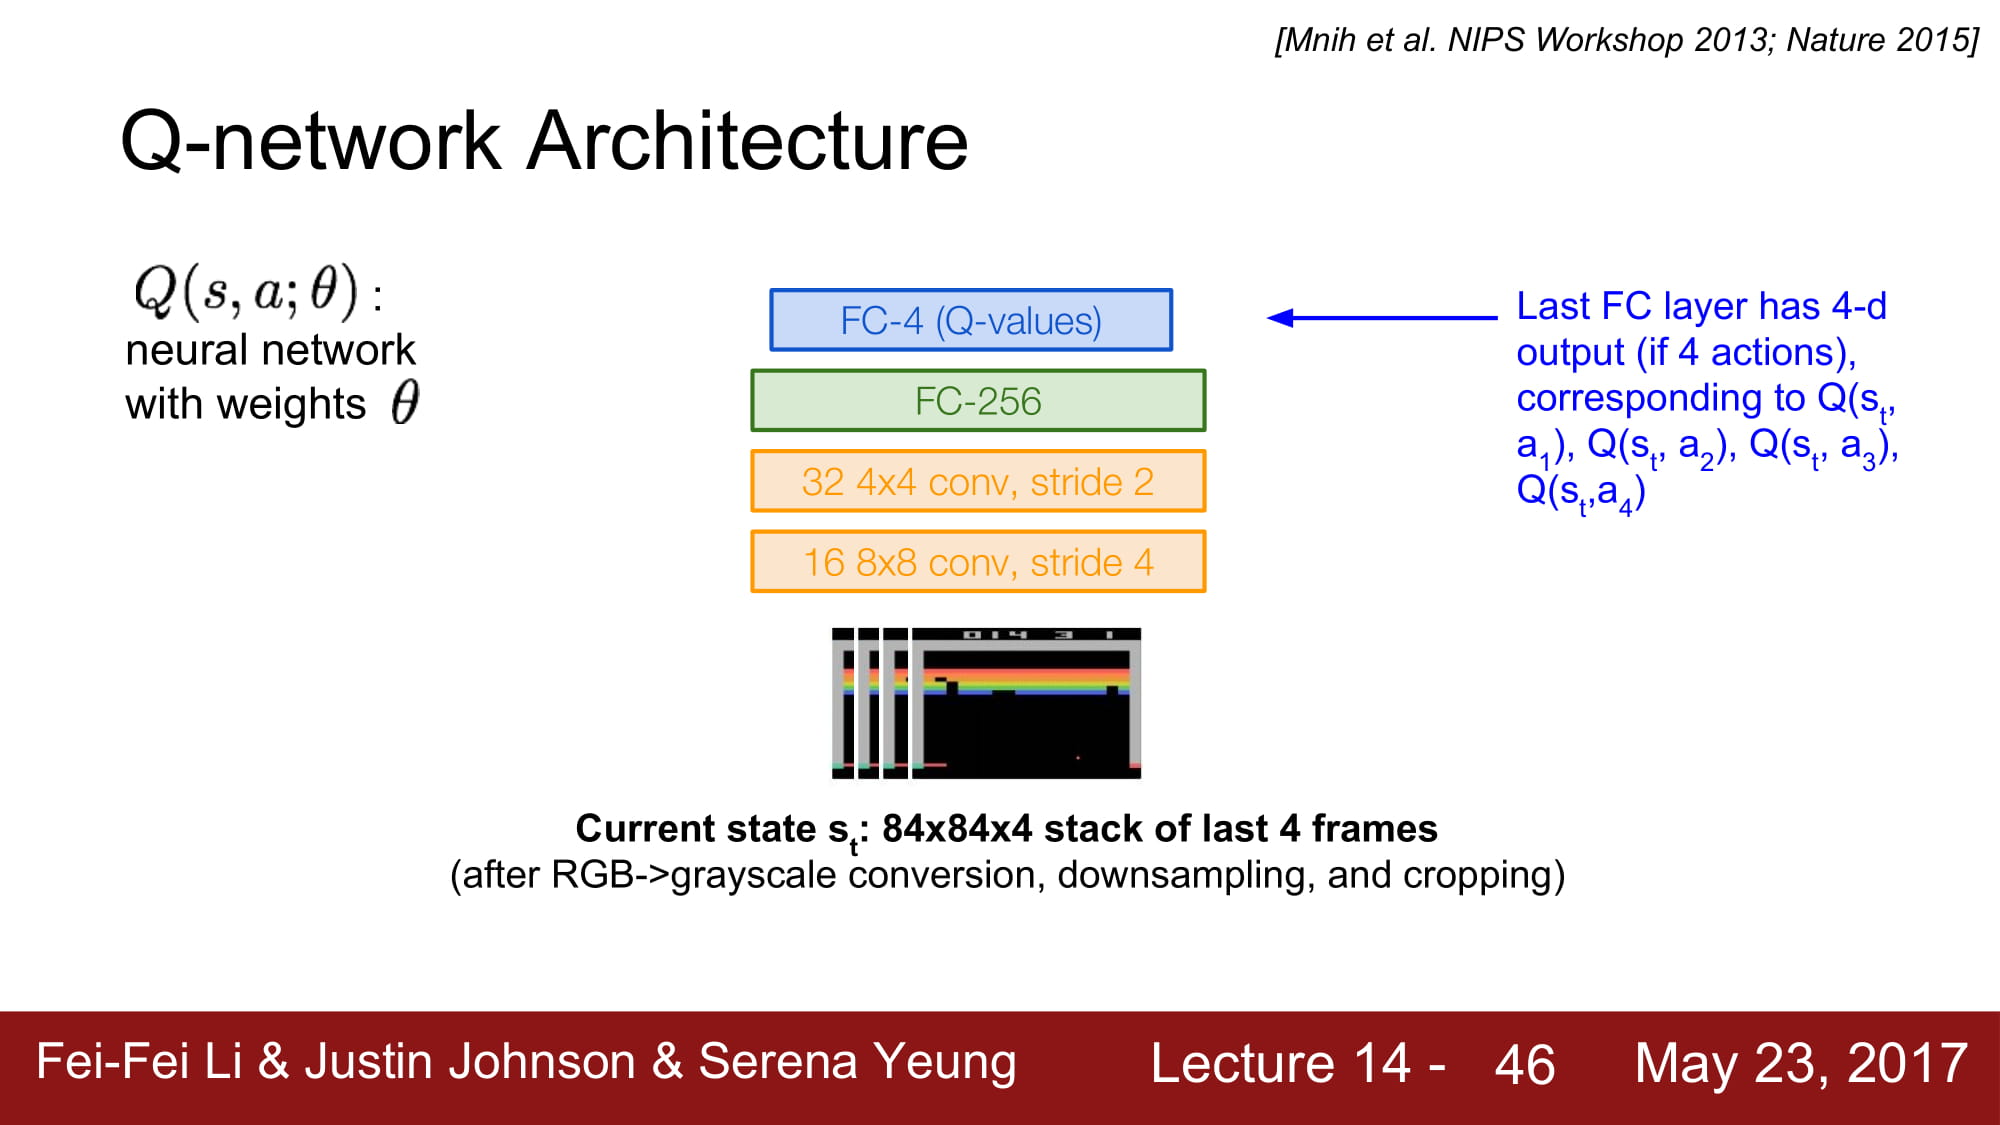 [Mnih et al. NIPS Workshop 2013; Nature 2015]
Q-network Architecture
Q(s, a; θ) :
neural network
with weights θ
FC-4 (Q-values)
FC-256
32 4x4 conv, stride 2
16 8x8 conv, stride 4
Last FC layer has 4-d
output (if 4 actions),
corresponding to Q(s_t,
a_1), Q(s_t, a_2), Q(s_t, a_3),
Q(s_t,a_4)
014 3 1
Current state s_t: 84x84x4 stack of last 4 frames
(after RGB->grayscale conversion, downsampling, and cropping)
Fei-Fei Li & Justin Johnson & Serena Yeung
Lecture 14 - 46
May 23, 2017